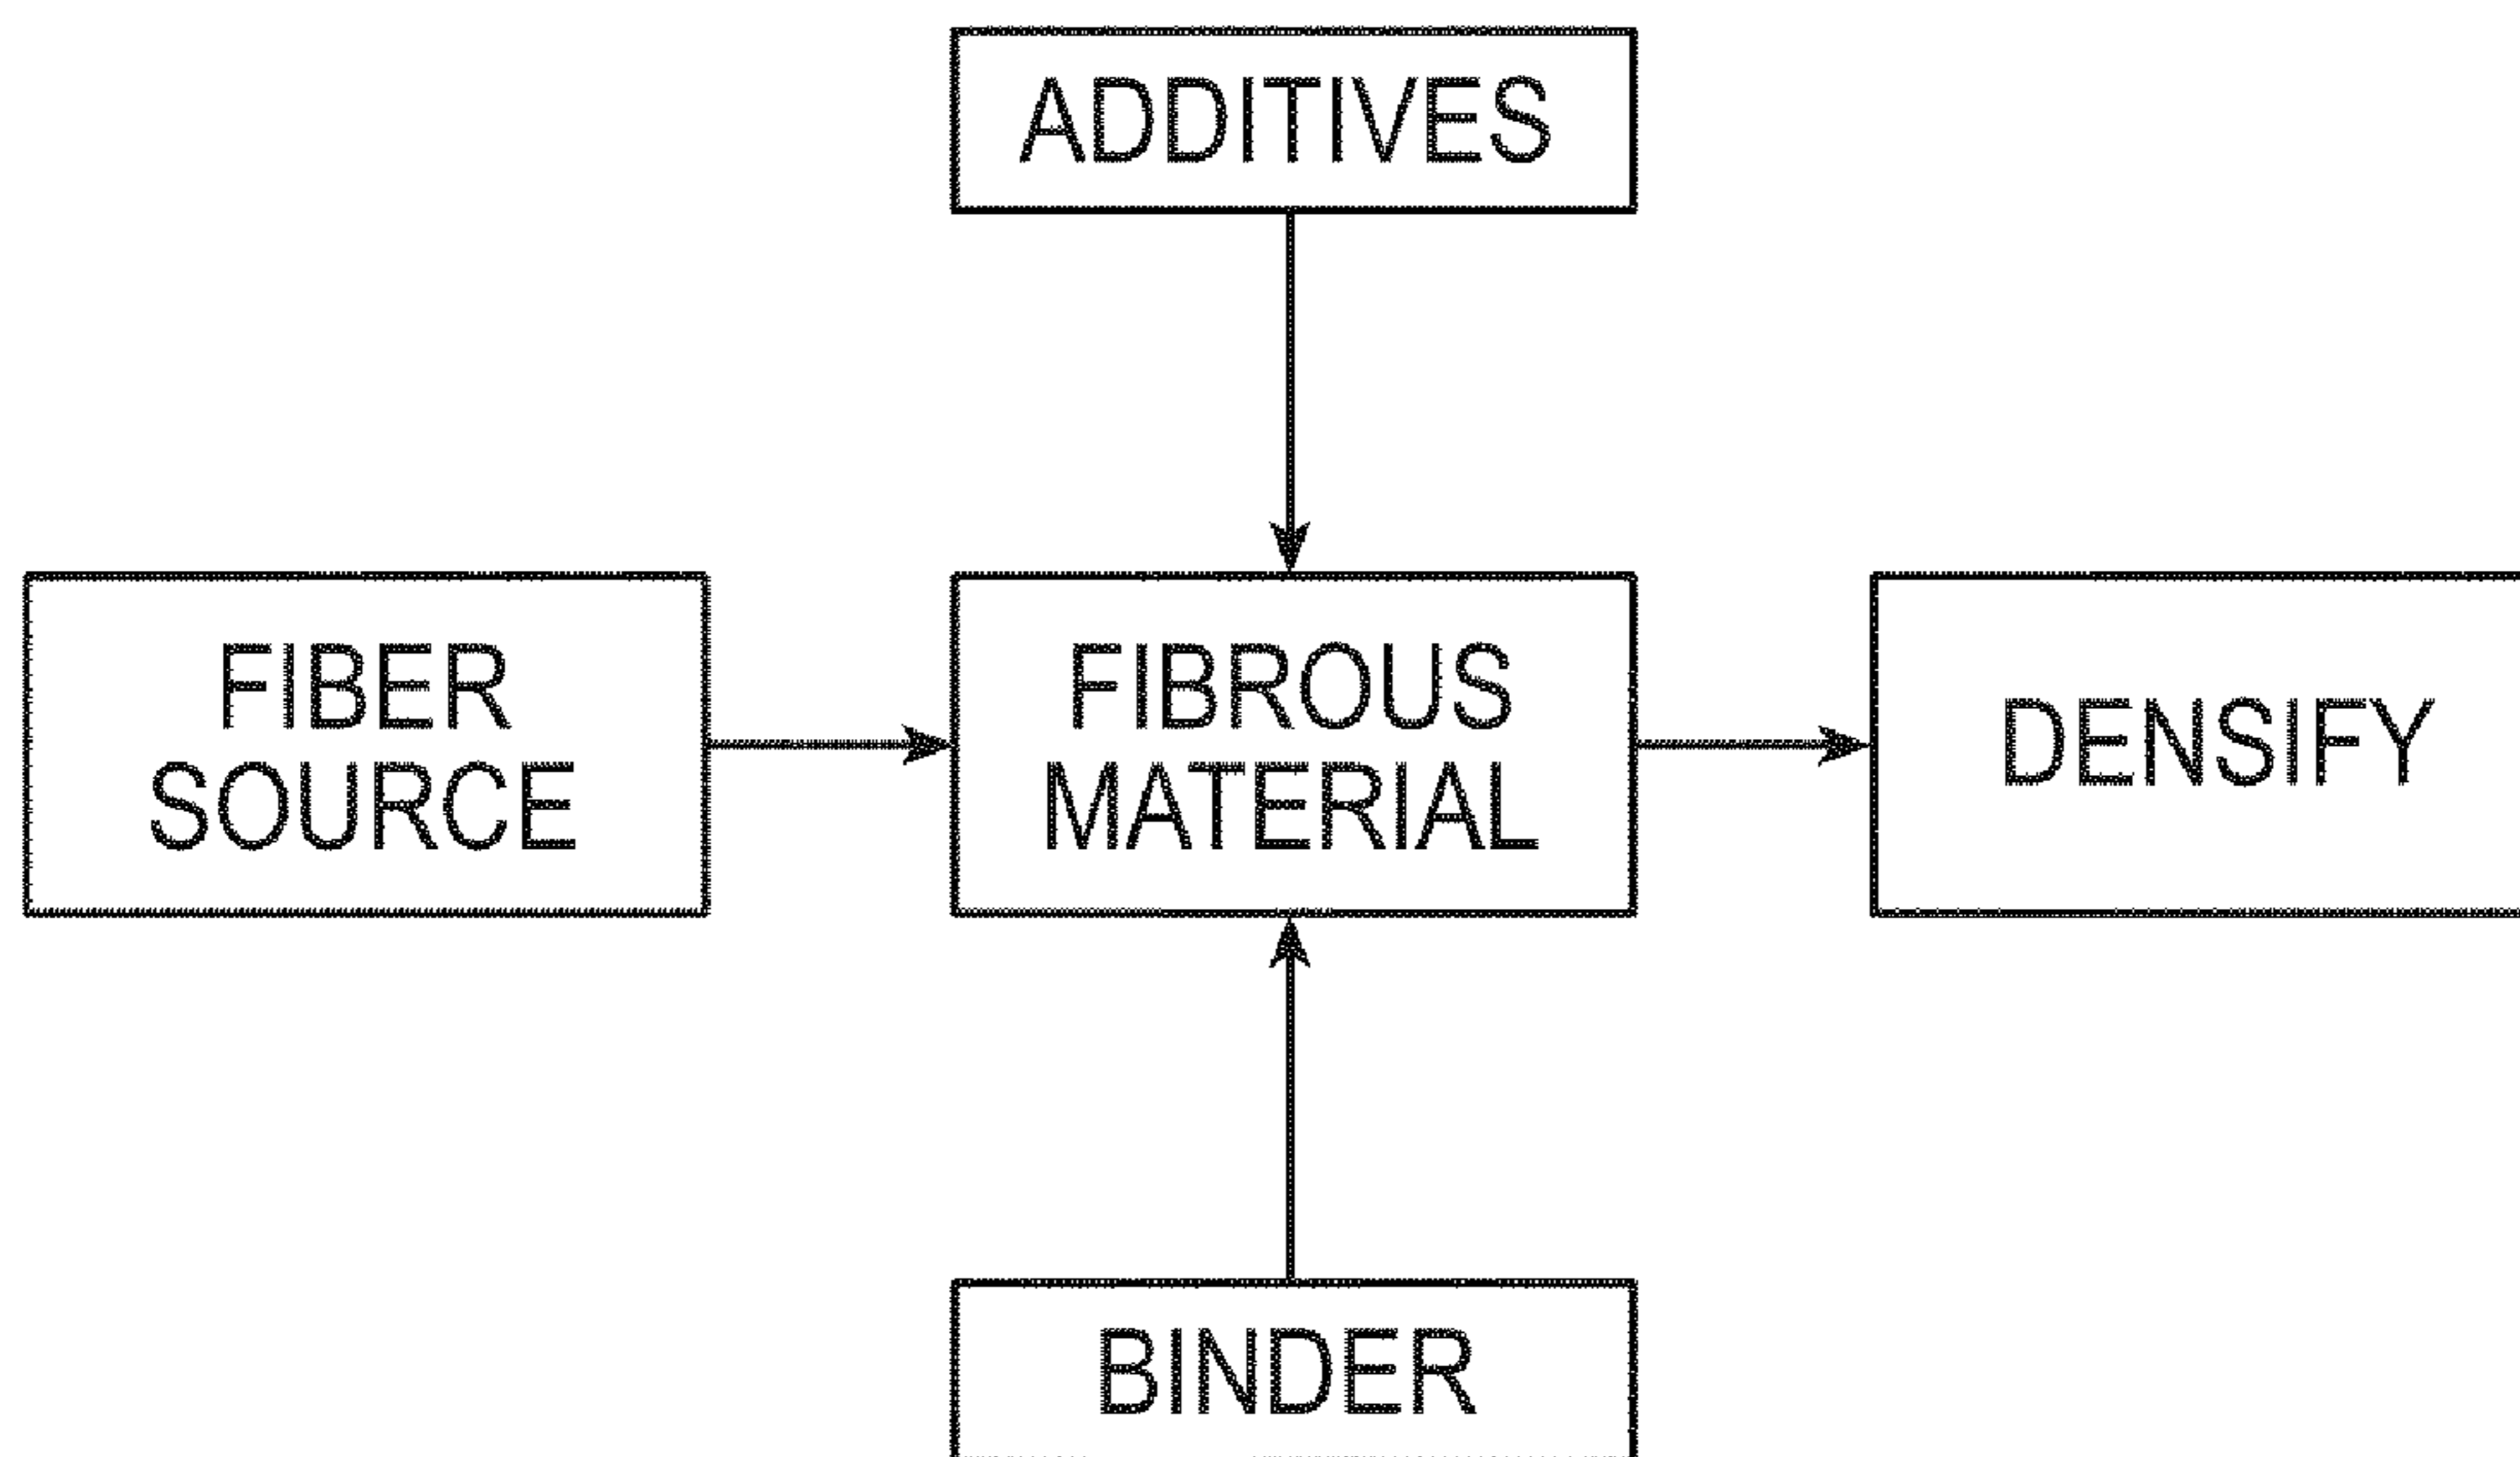 ADDITIVES
FIBER
SOURCE
FIBROUS
MATERIAL
DENSIFY
BINDER